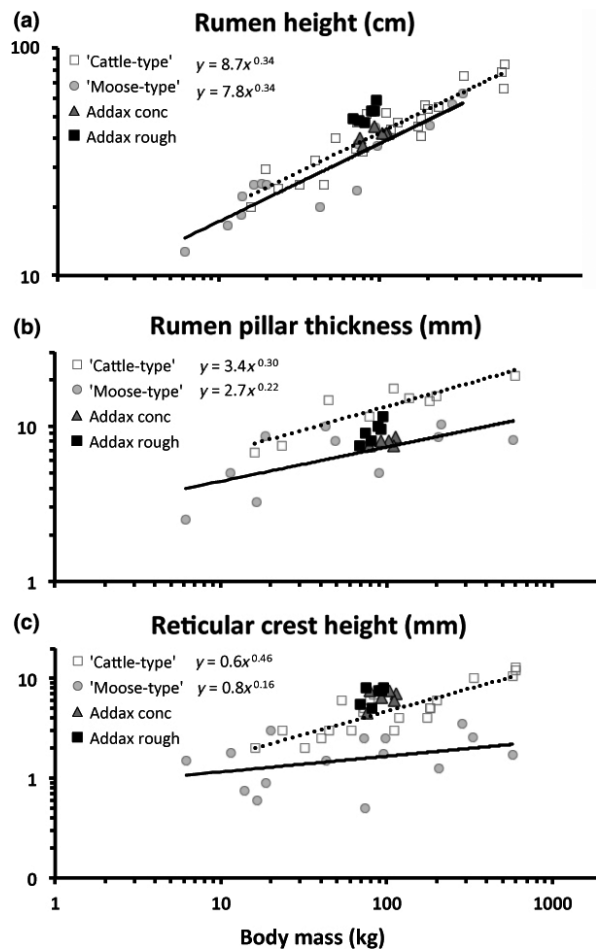 (a) Rumen height (cm)
100
'Cattle-type' y = 8.7x^0.34
'Moose-type' y = 7.8x^0.34
Addax conc
Addax rough
10
(b) Rumen pillar thickness (mm)
'Cattle-type' y = 3.4x^0.30
'Moose-type' y = 2.7x^0.22
Addax conc
Addax rough
10
1
(c) Reticular crest height (mm)
'Cattle-type' y = 0.6x^0.46
'Moose-type' y = 0.8x^0.16
Addax conc
Addax rough
10
1
0
1 10 100 1000
Body mass (kg)